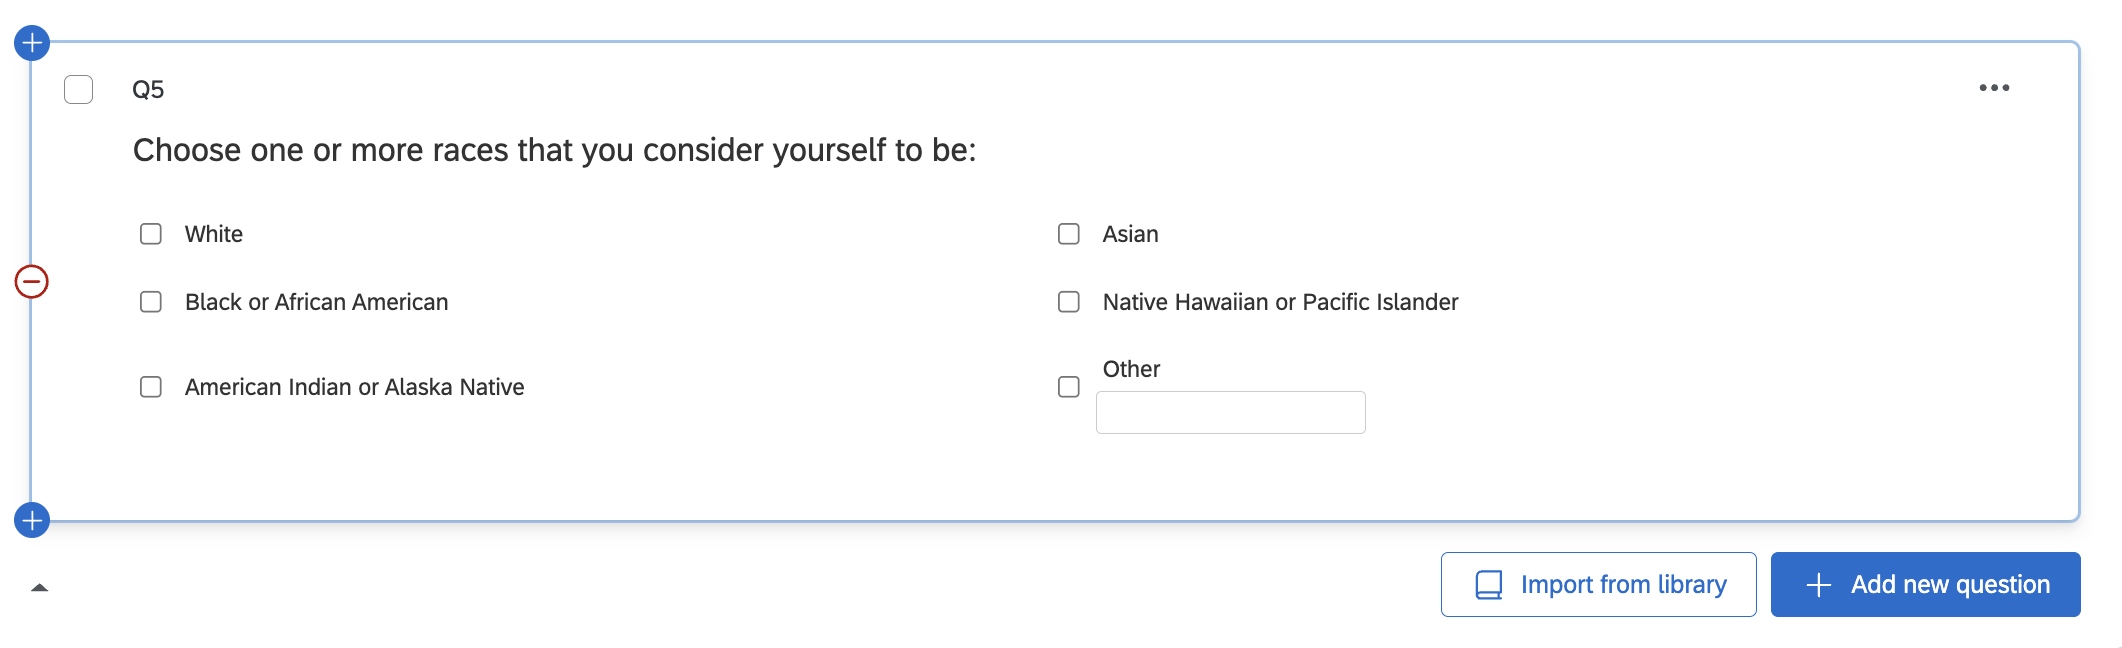 Q5
Choose one or more races that you consider yourself to be:
White
Asian
Black or African American
Native Hawaiian or Pacific Islander
American Indian or Alaska Native
Other
Import from library
Add new question